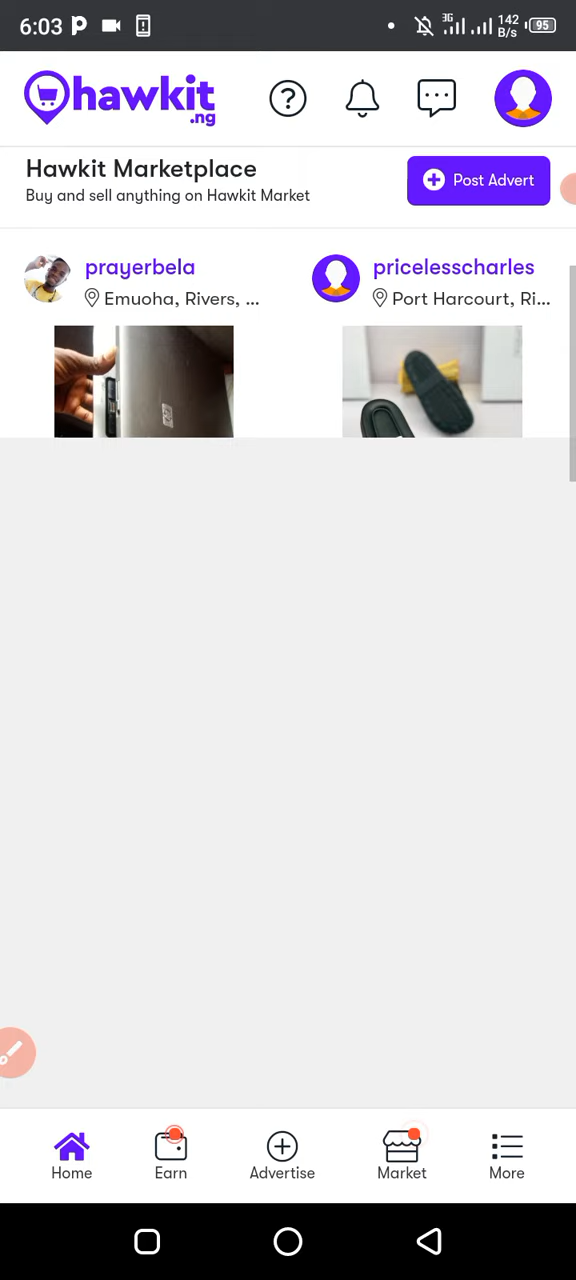 6:03
3G
142
B/s
95
hawkit
.ng
Hawkit Marketplace
Buy and sell anything on Hawkit Market
Post Advert
prayerbela
Emuoha, Rivers, ...
pricelesscharles
Port Harcourt, Ri...
Home
Earn
Advertise
Market
More